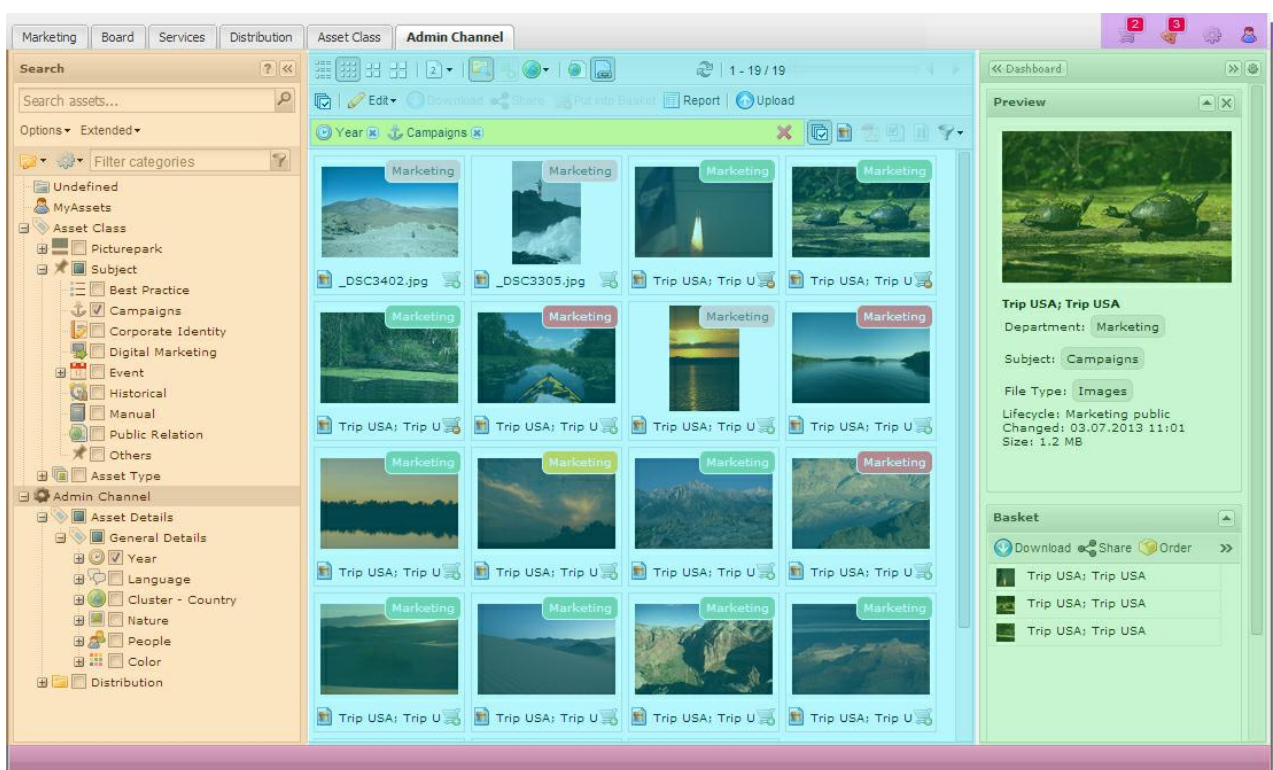 Marketing Board Services Distribution Asset Class Admin Channel 2 3
Search ? «
Search assets...
Options Extended
Filter categories
Undefined
MyAssets
Asset Class
Picturepark
Subject
Best Practice
Campaigns
Corporate Identity
Digital Marketing
Event
Historical
Manual
Public Relation
Others
Asset Type
Admin Channel
Asset Details
General Details
Year
Language
Cluster - Country
Nature
People
Color
Distribution
2 1 - 19 / 19
Edit Download Share Put into Basket Report Upload
Year Campaigns
Marketing Marketing Marketing Marketing
_DSC3402.jpg _DSC3305.jpg Trip USA; Trip U Trip USA; Trip U
Marketing Marketing Marketing Marketing
Trip USA; Trip U Trip USA; Trip U Trip USA; Trip U Trip USA; Trip U
Marketing Marketing Marketing Marketing
Trip USA; Trip U Trip USA; Trip U Trip USA; Trip U Trip USA; Trip U
Marketing Marketing Marketing Marketing
Trip USA; Trip U Trip USA; Trip U Trip USA; Trip U Trip USA; Trip U
« Dashboard »
Preview
Trip USA; Trip USA
Department: Marketing
Subject: Campaigns
File Type: Images
Lifecycle: Marketing public
Changed: 03.07.2013 11:01
Size: 1.2 MB
Basket
Download Share Order »
Trip USA; Trip USA
Trip USA; Trip USA
Trip USA; Trip USA